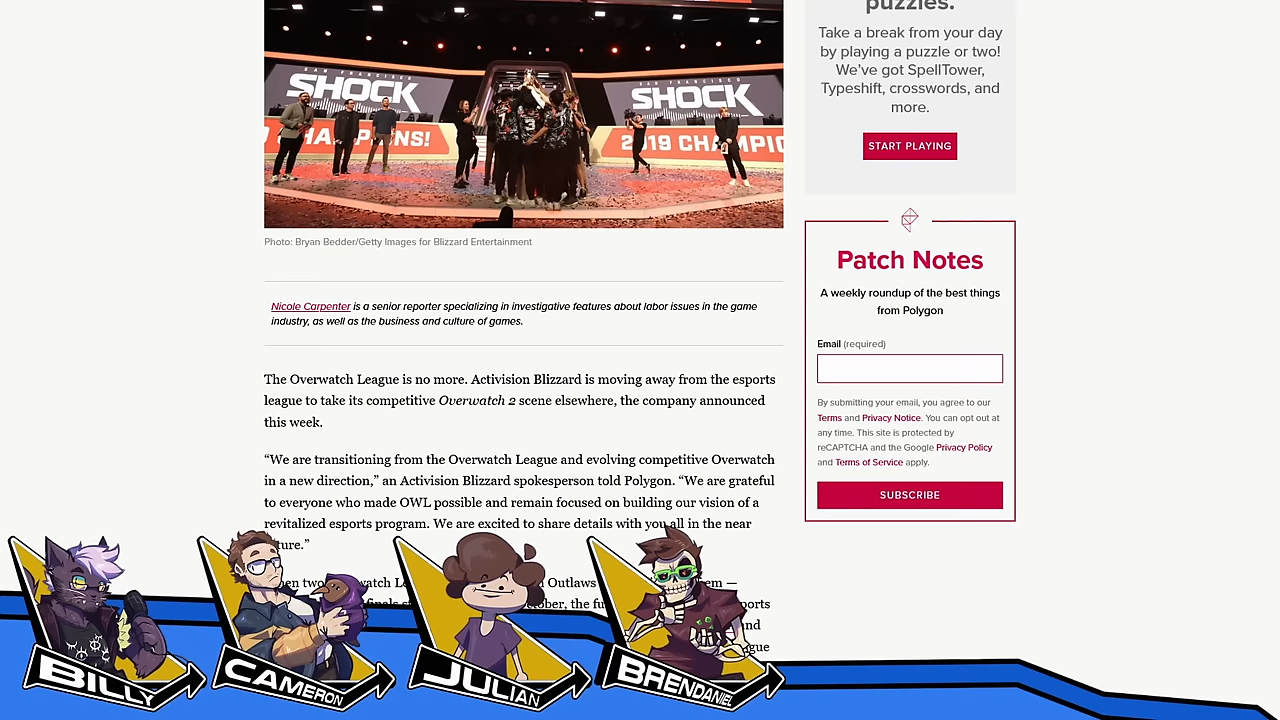 SAN FRANCISCO
SHOCK
SAN FRANCISCO
SHOCK
CHAMPIONS!
2019 CHAMPIO
Photo: Bryan Bedder/Getty Images for Blizzard Entertainment
Nicole Carpenter is a senior reporter specializing in investigative features about labor issues in the game
industry, as well as the business and culture of games.
The Overwatch League is no more. Activision Blizzard is moving away from the esports
league to take its competitive Overwatch 2 scene elsewhere, the company announced
this week.
“We are transitioning from the Overwatch League and evolving competitive Overwatch
in a new direction,” an Activision Blizzard spokesperson told Polygon. “We are grateful
to everyone who made OWL possible and remain focused on building our vision of a
revitalized esports program. We are excited to share details with you all in the near
ture.”
Outlaws
puzzles.
Take a break from your day
by playing a puzzle or two!
We’ve got SpellTower,
Typeshift, crosswords, and
more.
START PLAYING
Patch Notes
A weekly roundup of the best things
from Polygon
Email (required)
By submitting your email, you agree to our
Terms and Privacy Notice. You can opt out at
any time. This site is protected by
reCAPTCHA and the Google Privacy Policy
and Terms of Service apply.
SUBSCRIBE
BILLY
CAMERON
JULIAN
BRENDANIEL